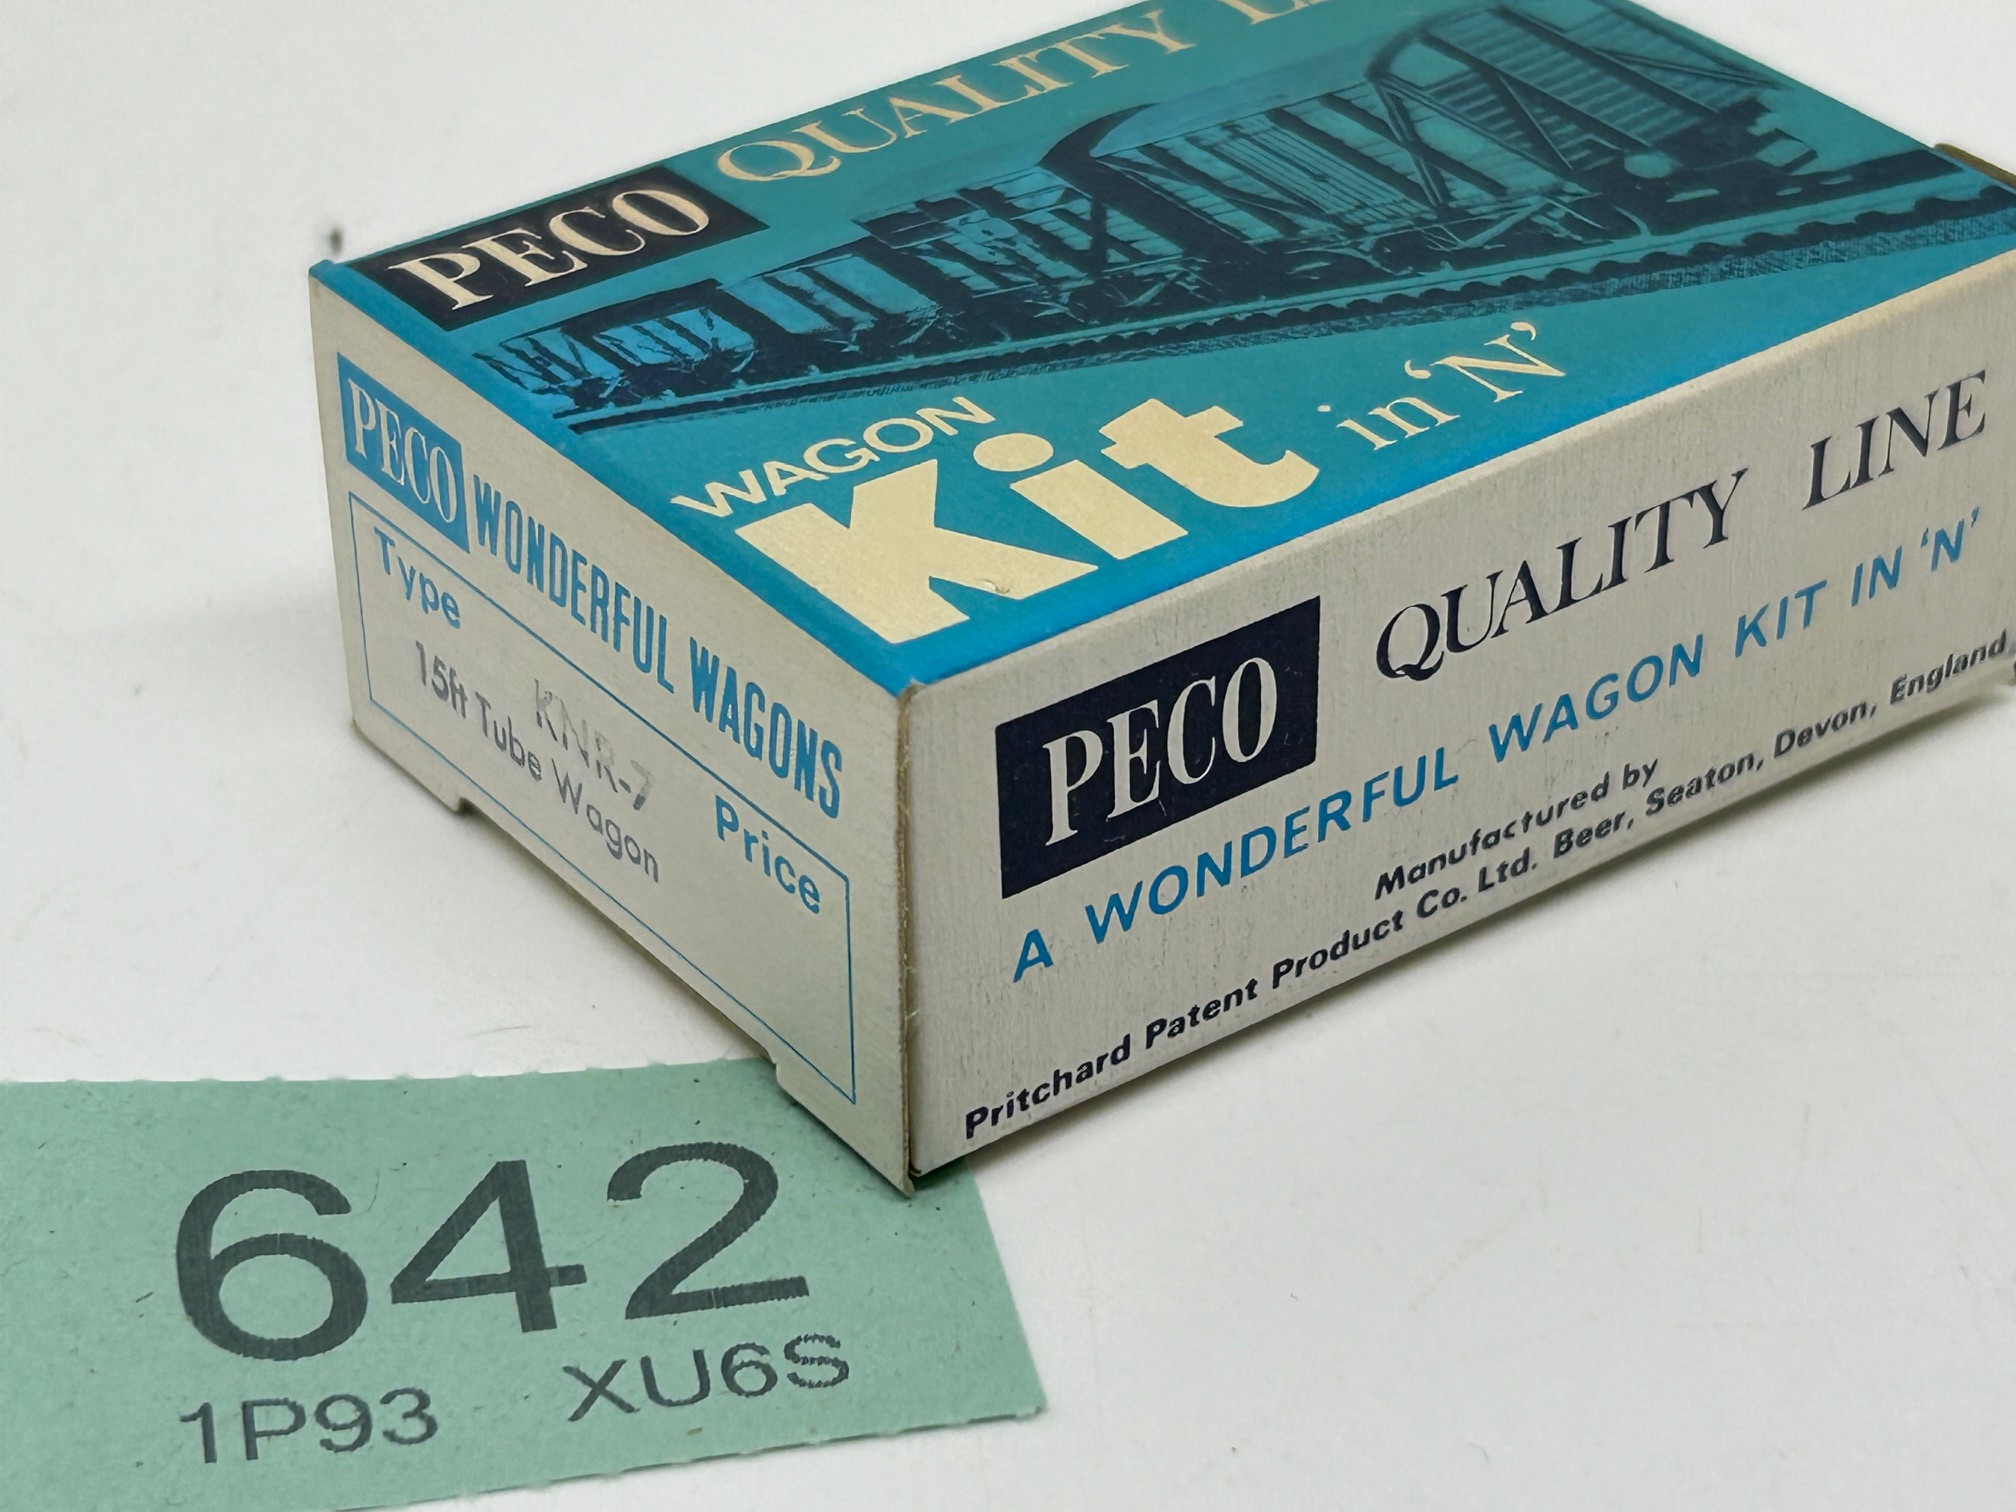 PECO QUALITY
WAGON
Kit in 'N'
PECO WONDERFUL WAGONS
Type
Price
KNR-7
15ft Tube Wagon
PECO QUALITY LINE
A WONDERFUL WAGON KIT IN 'N'
Manufactured by
Pritchard Patent Product Co. Ltd. Beer, Seaton, Devon, England,
642
1P93 XU6S